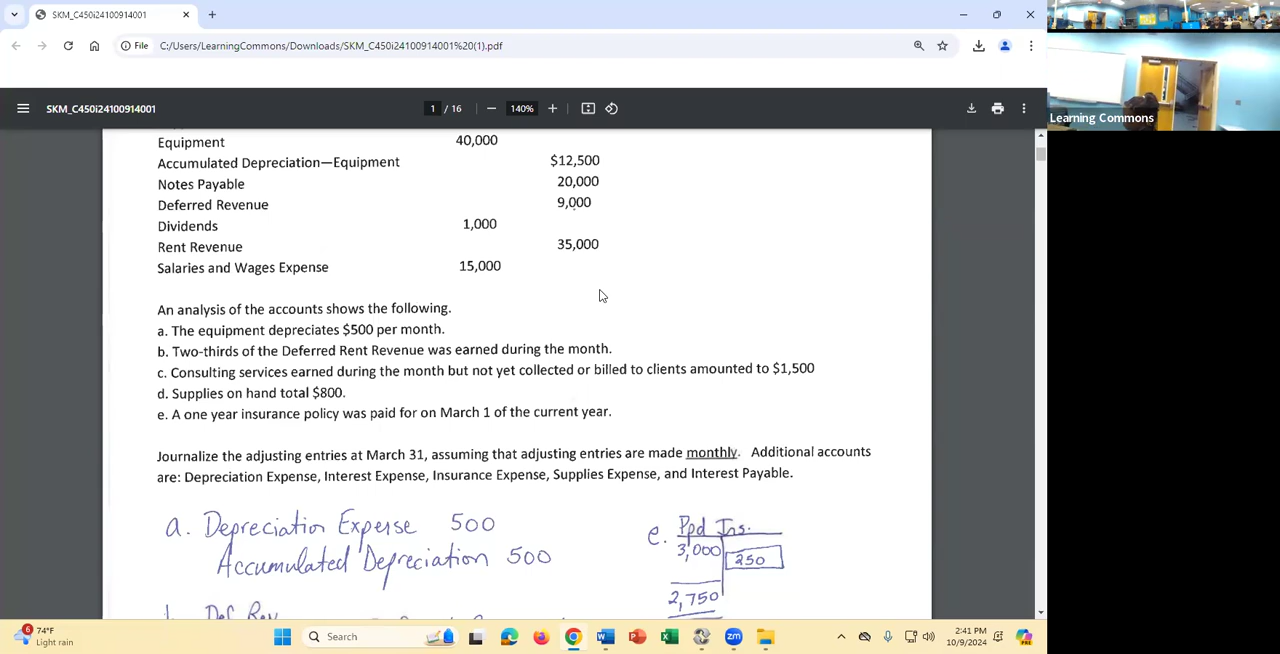 SKM_C450i24100914001
File
C:/Users/LearningCommons/Downloads/SKM_C450i24100914001%20(1).pdf
SKM_C450i24100914001
1 / 16
140%
Learning Commons
Equipment 40,000
Accumulated Depreciation—Equipment $12,500
Notes Payable 20,000
Deferred Revenue 9,000
Dividends 1,000
Rent Revenue 35,000
Salaries and Wages Expense 15,000
An analysis of the accounts shows the following.
a. The equipment depreciates $500 per month.
b. Two-thirds of the Deferred Rent Revenue was earned during the month.
c. Consulting services earned during the month but not yet collected or billed to clients amounted to $1,500
d. Supplies on hand total $800.
e. A one year insurance policy was paid for on March 1 of the current year.
Journalize the adjusting entries at March 31, assuming that adjusting entries are made monthly. Additional accounts
are: Depreciation Expense, Interest Expense, Insurance Expense, Supplies Expense, and Interest Payable.
a. Depreciation Expense 500
Accumulated Depreciation 500
e. Ppd Ins.
3,000
250
2,750
Def Rev
6
74°F
Light rain
Search
2:41 PM
10/9/2024